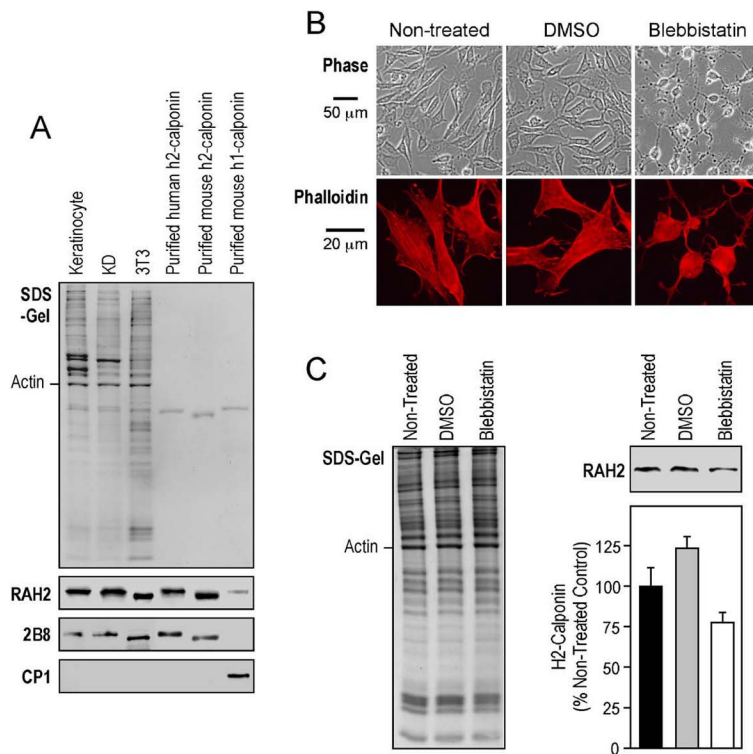 A
Keratinocyte
KD
3T3
Purified human h2-calponin
Purified mouse h2-calponin
Purified mouse h1-calponin
SDS
-Gel
Actin
RAH2
2B8
CP1
B
Non-treated
DMSO
Blebbistatin
Phase
50 μm
Phalloidin
20 μm
C
Non-Treated
DMSO
Blebbistatin
SDS-Gel
Actin
Non-Treated
DMSO
Blebbistatin
RAH2
H2-Calponin
(% Non-Treated Control)
125
100
75
50
25
0